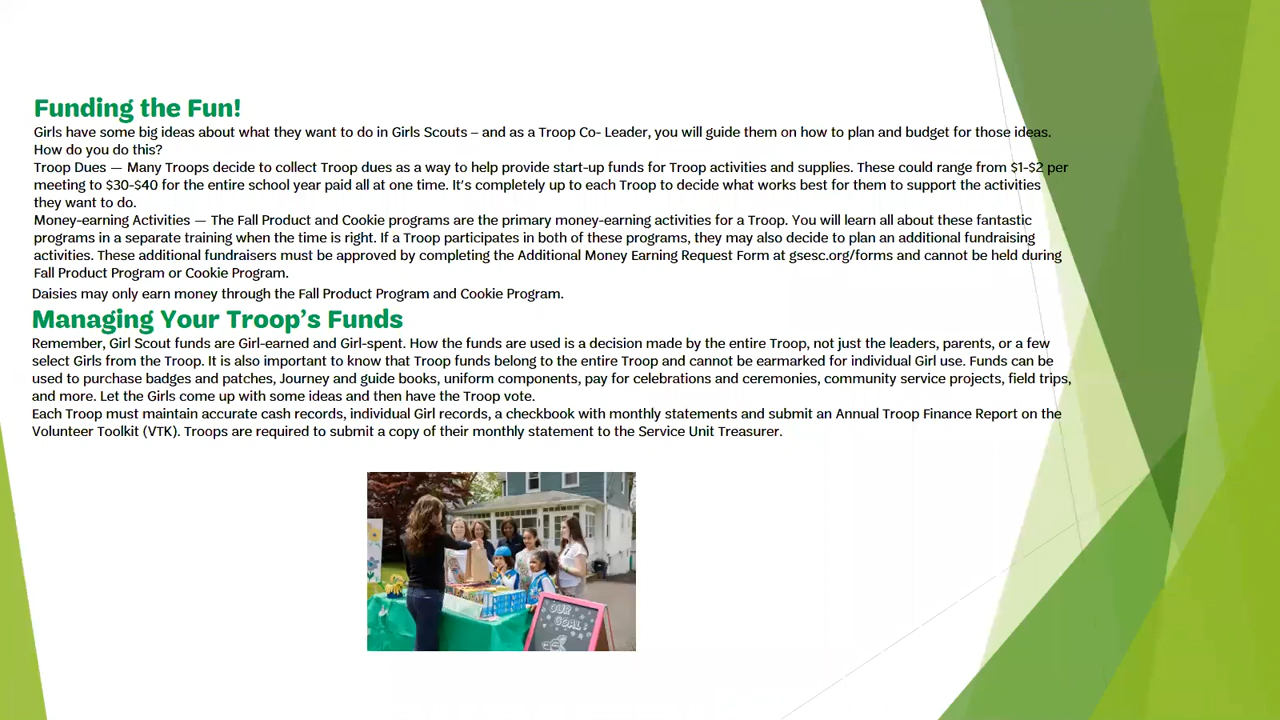 Funding the Fun!
Girls have some big ideas about what they want to do in Girls Scouts – and as a Troop Co- Leader, you will guide them on how to plan and budget for those ideas.
How do you do this?
Troop Dues — Many Troops decide to collect Troop dues as a way to help provide start-up funds for Troop activities and supplies. These could range from $1-$2 per
meeting to $30-$40 for the entire school year paid all at one time. It's completely up to each Troop to decide what works best for them to support the activities
they want to do.
Money-earning Activities — The Fall Product and Cookie programs are the primary money-earning activities for a Troop. You will learn all about these fantastic
programs in a separate training when the time is right. If a Troop participates in both of these programs, they may also decide to plan an additional fundraising
activities. These additional fundraisers must be approved by completing the Additional Money Earning Request Form at gsesc.org/forms and cannot be held during
Fall Product Program or Cookie Program.
Daisies may only earn money through the Fall Product Program and Cookie Program.
Managing Your Troop's Funds
Remember, Girl Scout funds are Girl-earned and Girl-spent. How the funds are used is a decision made by the entire Troop, not just the leaders, parents, or a few
select Girls from the Troop. It is also important to know that Troop funds belong to the entire Troop and cannot be earmarked for individual Girl use. Funds can be
used to purchase badges and patches, Journey and guide books, uniform components, pay for celebrations and ceremonies, community service projects, field trips,
and more. Let the Girls come up with some ideas and then have the Troop vote.
Each Troop must maintain accurate cash records, individual Girl records, a checkbook with monthly statements and submit an Annual Troop Finance Report on the
Volunteer Toolkit (VTK). Troops are required to submit a copy of their monthly statement to the Service Unit Treasurer.
OUR
GOAL